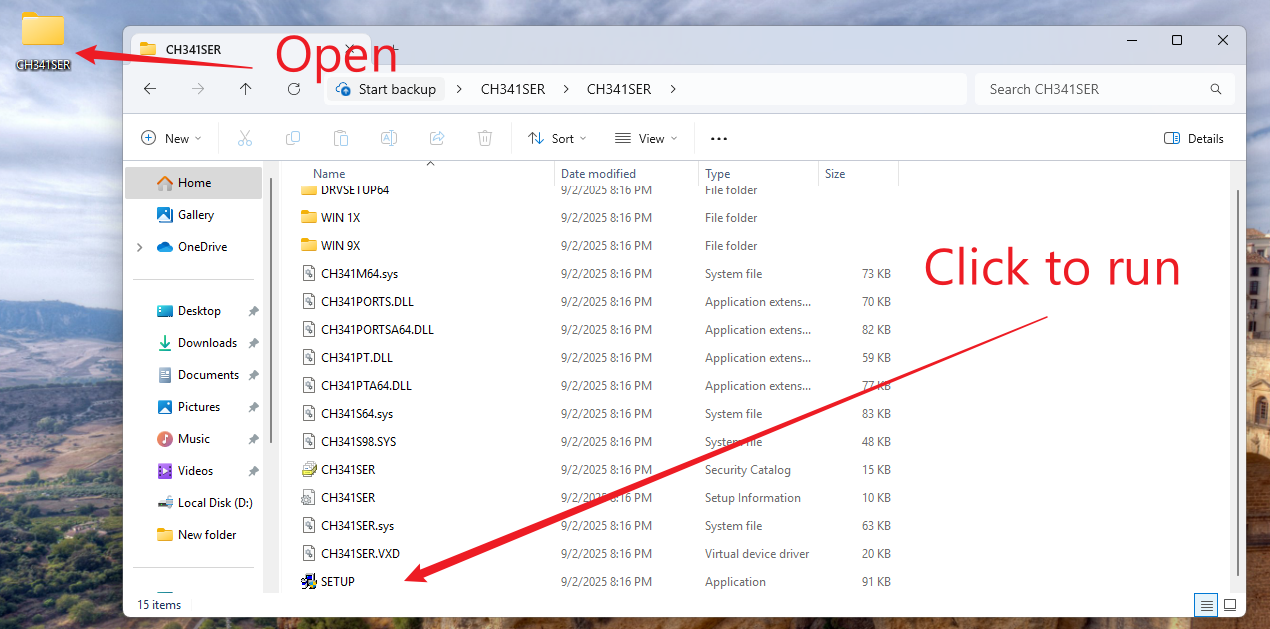 CH341SER
CH341SER
Open
Start backup
CH341SER
CH341SER
Search CH341SER
New
Sort
View
Details
Home
Gallery
OneDrive
Desktop
Downloads
Documents
Pictures
Music
Videos
Local Disk (D:)
New folder
Name Date modified Type Size
DRVSETUP64 9/2/2025 8:16 PM File folder
WIN 1X 9/2/2025 8:16 PM File folder
WIN 9X 9/2/2025 8:16 PM File folder
CH341M64.sys 9/2/2025 8:16 PM System file 73 KB
CH341PORTS.DLL 9/2/2025 8:16 PM Application extens... 70 KB
CH341PORTSA64.DLL 9/2/2025 8:16 PM Application extens... 82 KB
CH341PT.DLL 9/2/2025 8:16 PM Application extens... 59 KB
CH341PTA64.DLL 9/2/2025 8:16 PM Application extens... 77 KB
CH341S64.sys 9/2/2025 8:16 PM System file 83 KB
CH341S98.SYS 9/2/2025 8:16 PM System file 48 KB
CH341SER 9/2/2025 8:16 PM Security Catalog 15 KB
CH341SER 9/2/2025 8:16 PM Setup Information 10 KB
CH341SER.sys 9/2/2025 8:16 PM System file 63 KB
CH341SER.VXD 9/2/2025 8:16 PM Virtual device driver 20 KB
SETUP 9/2/2025 8:16 PM Application 91 KB
Click to run
15 items